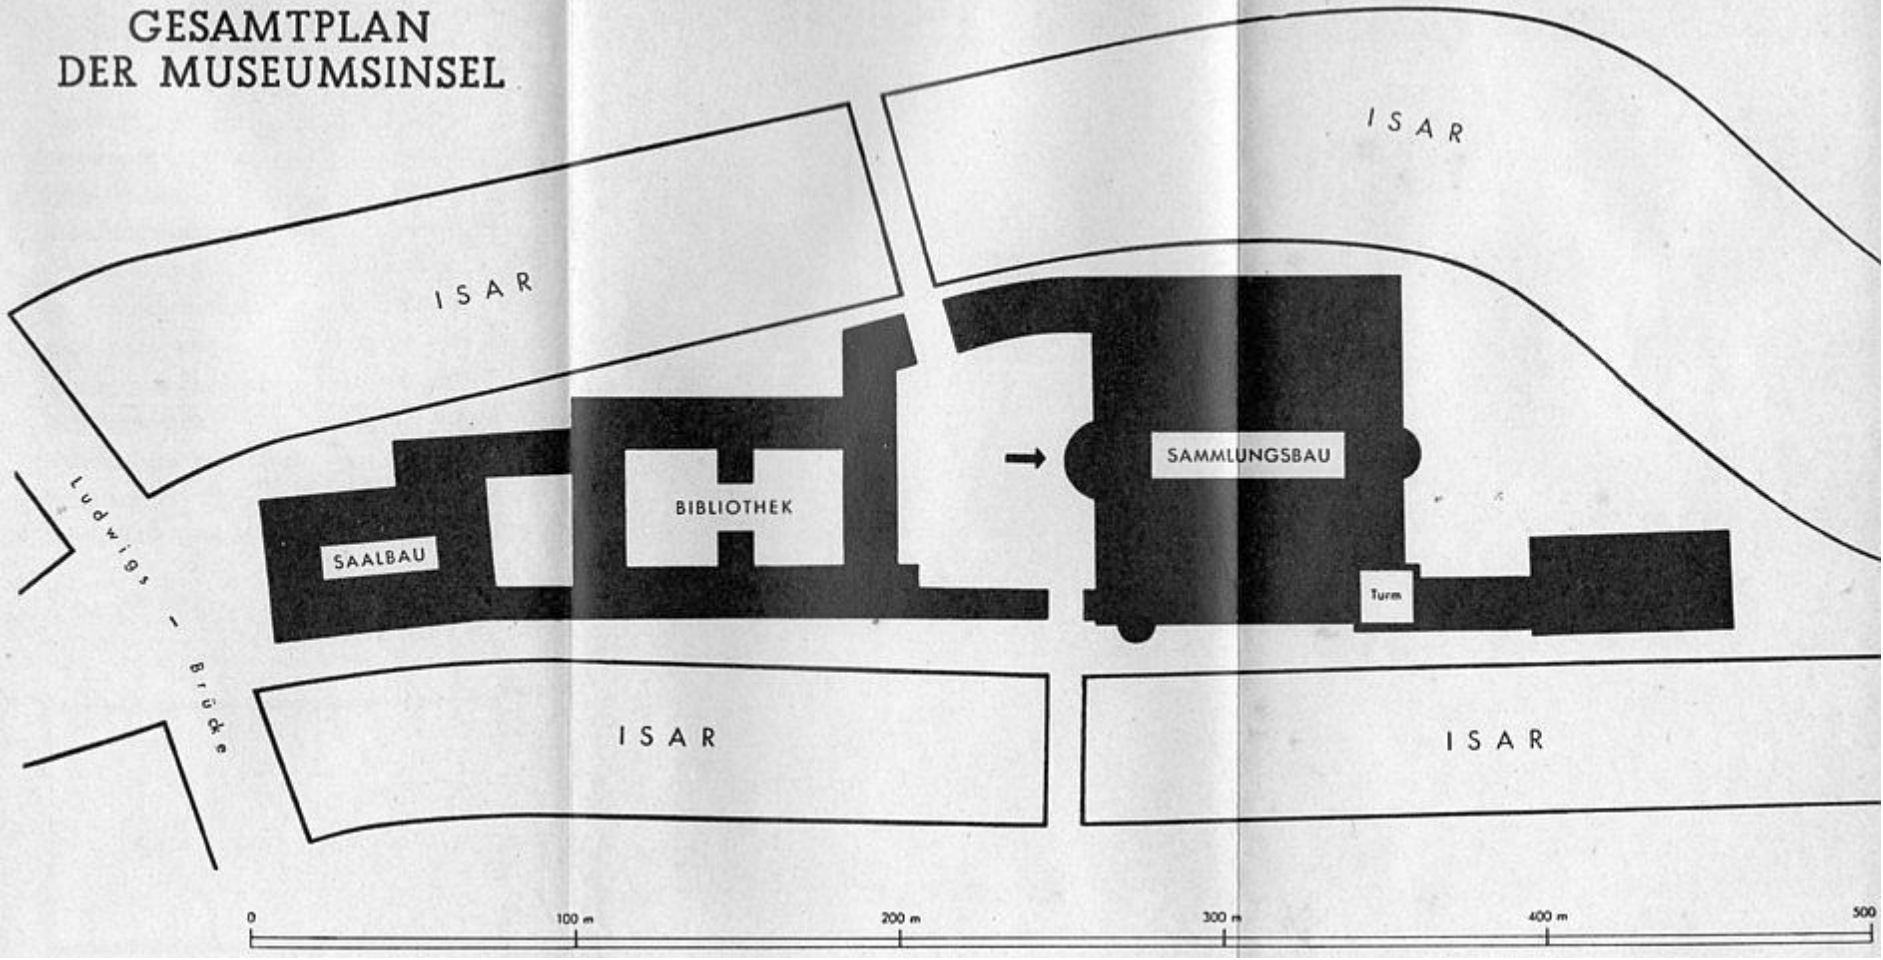 GESAMTPLAN
DER MUSEUMSINSEL
ISAR
ISAR
SAMMLUNGSBAU
BIBLIOTHEK
SAALBAU
Turm
Ludwigs - Brücke
ISAR
ISAR
0 100 m 200 m 300 m 400 m 500